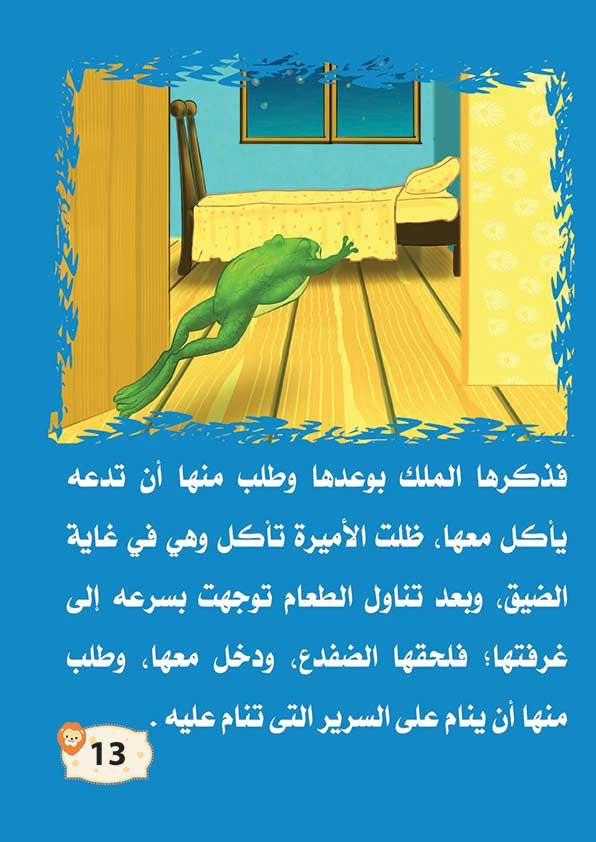 فذكرها الملك بوعدها وطلب منها أن تدعه
يأكل معها، ظلت الأميرة تأكل وهي في غاية
الضيق، وبعد تناول الطعام توجهت بسرعه إلى
غرفتها؛ فلحقها الضفدع، ودخل معها، وطلب
منها أن ينام على السرير التى تنام عليه .
13